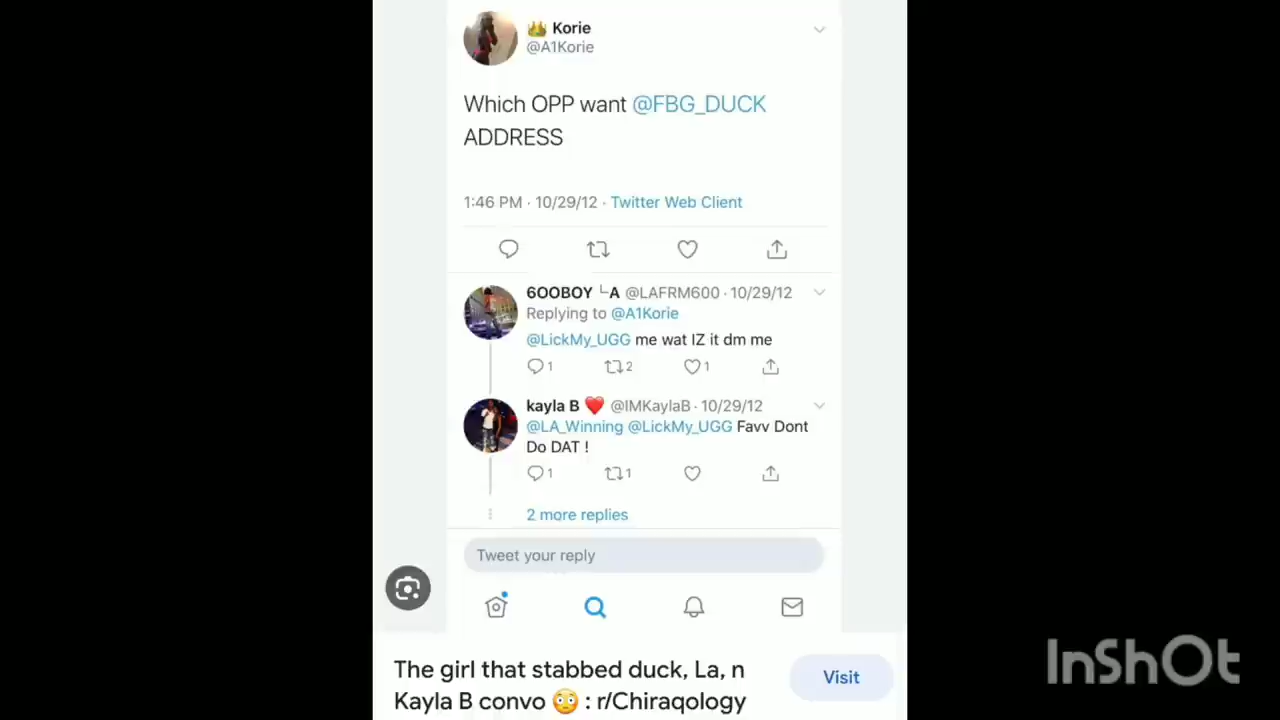 👑 Korie
@A1Korie
Which OPP want @FBG_DUCK
ADDRESS
1:46 PM · 10/29/12 · Twitter Web Client
6OOBOY └A @LAFRM600 · 10/29/12
Replying to @A1Korie
@LickMy_UGG me wat IZ it dm me
1 2 1
kayla B ❤️ @IMKaylaB · 10/29/12
@LA_Winning @LickMy_UGG Favv Dont
Do DAT !
1 1
2 more replies
Tweet your reply
The girl that stabbed duck, La, n
Kayla B convo 😳 : r/Chiraqology
Visit
InShOt